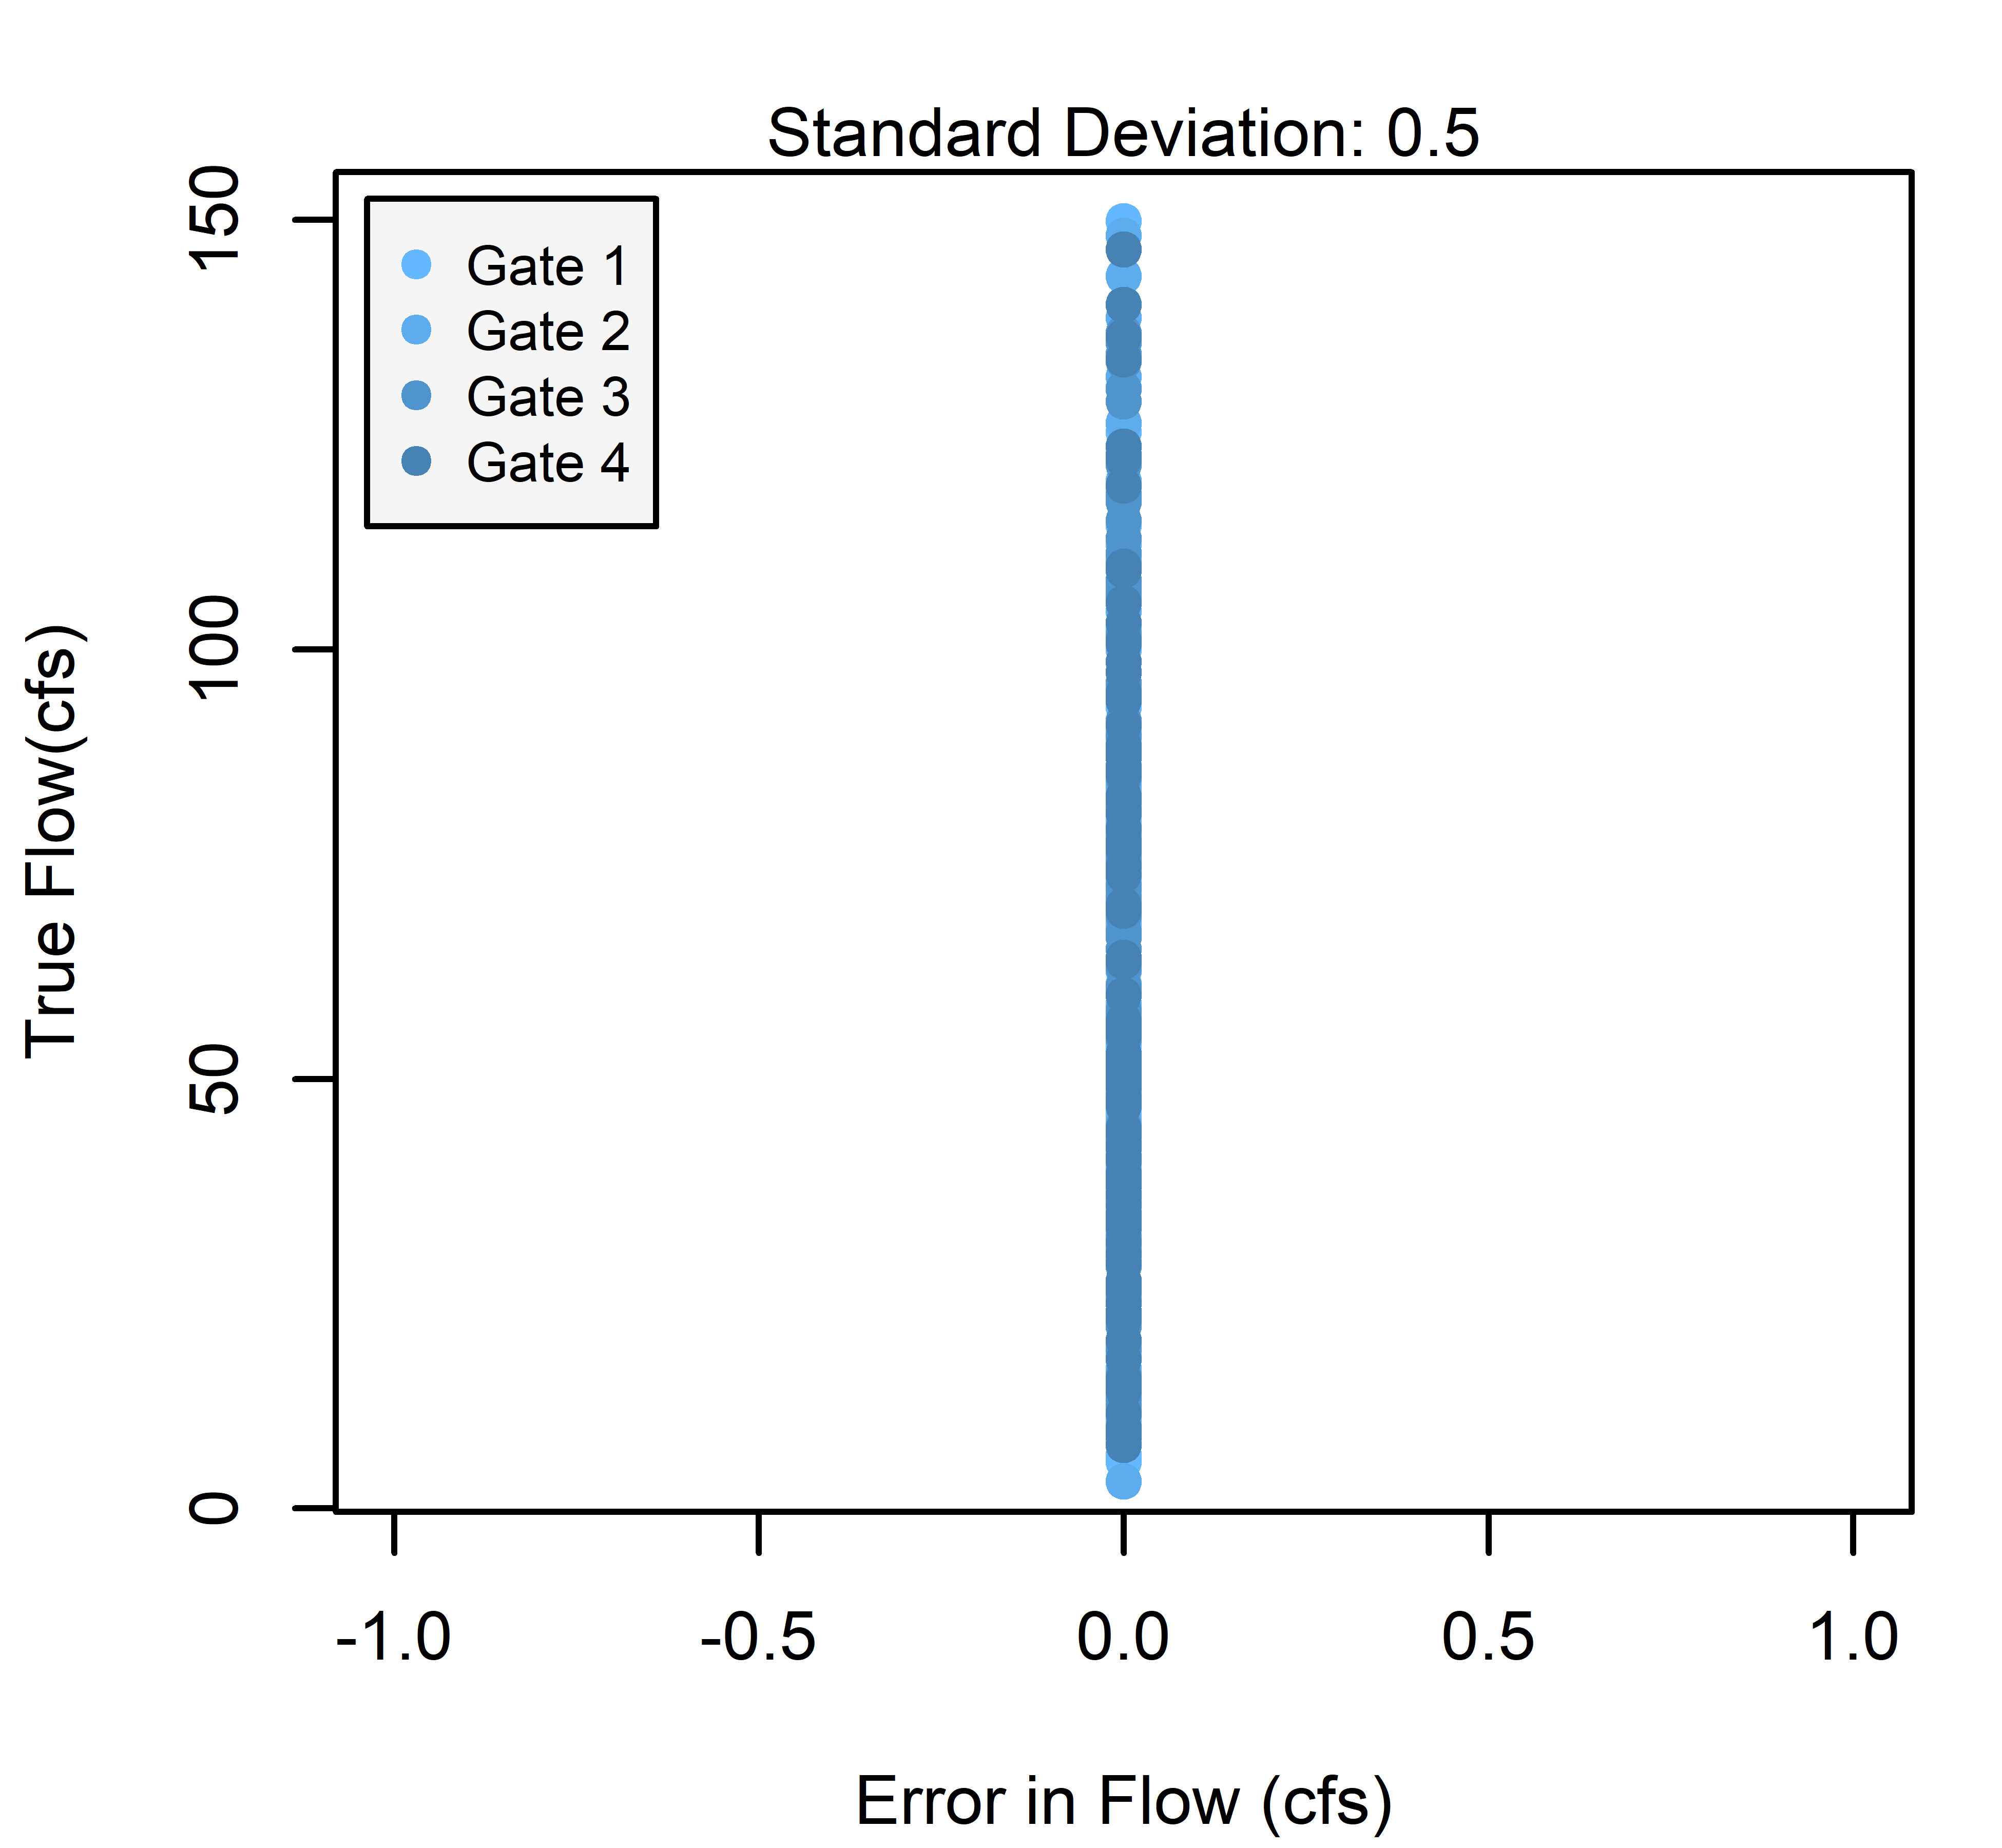 Standard Deviation: 0.5
Gate 1
Gate 2
Gate 3
Gate 4
True Flow(cfs)
150
100
50
0
-1.0 -0.5 0.0 0.5 1.0
Error in Flow (cfs)